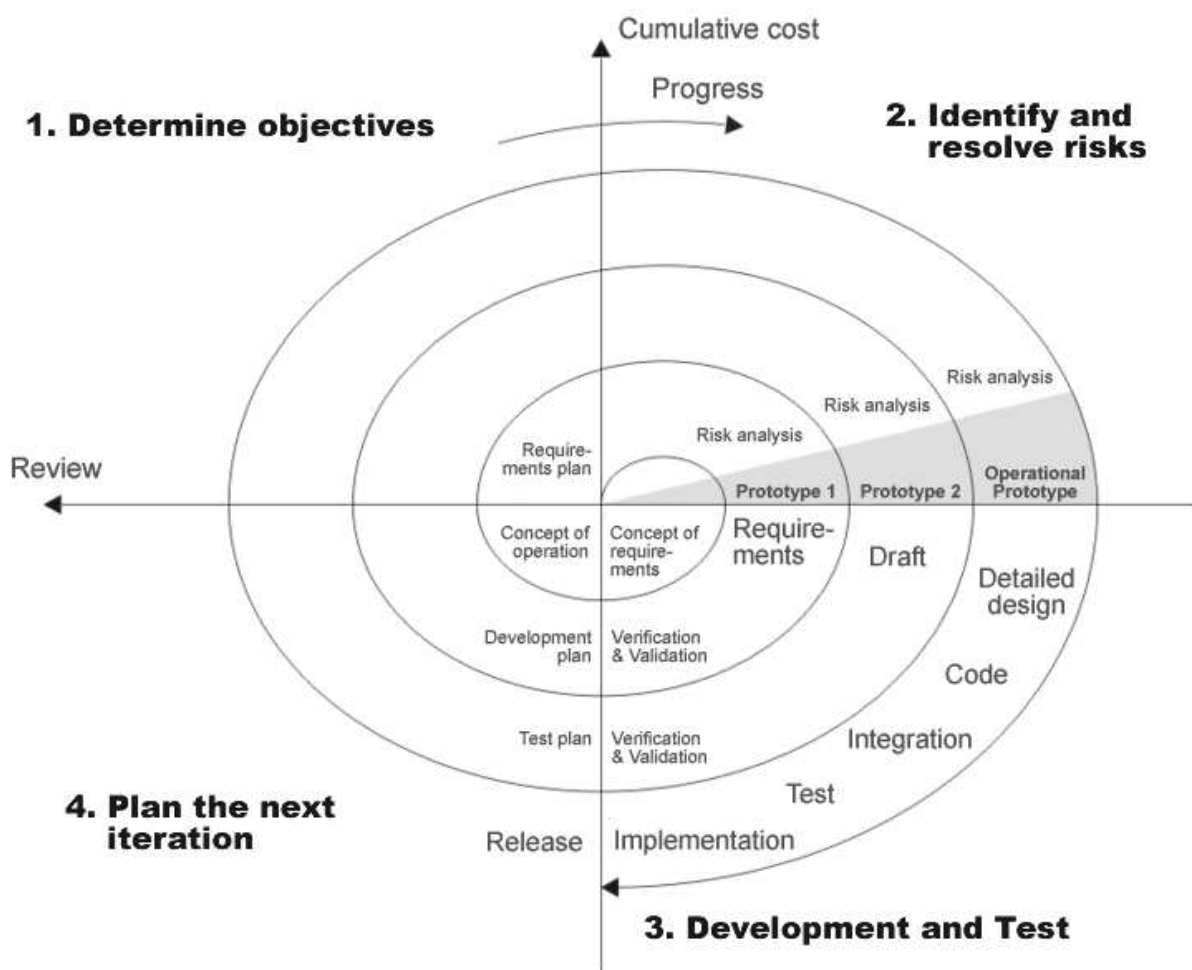 Cumulative cost
Progress
1. Determine objectives
2. Identify and
resolve risks
Risk analysis
Risk analysis
Risk analysis
Require-
ments plan
Review
Operational
Prototype
Prototype 1
Prototype 2
Concept of
operation
Concept of
require-
ments
Require-
ments
Draft
Detailed
design
Development
plan
Verification
& Validation
Code
Test plan
Verification
& Validation
Integration
Test
4. Plan the next
iteration
Release
Implementation
3. Development and Test